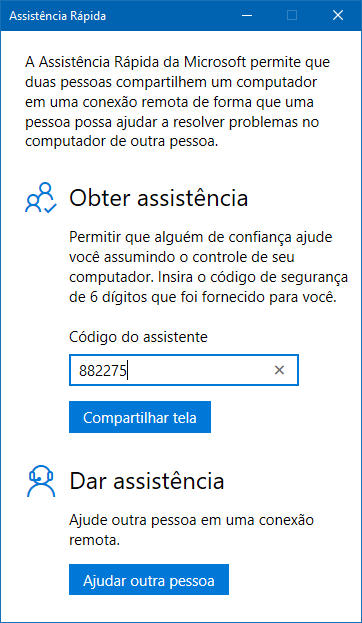 Assistência Rápida
A Assistência Rápida da Microsoft permite que
duas pessoas compartilhem um computador
em uma conexão remota de forma que uma
pessoa possa ajudar a resolver problemas no
computador de outra pessoa.
Obter assistência
Permitir que alguém de confiança ajude
você assumindo o controle de seu
computador. Insira o código de segurança
de 6 dígitos que foi fornecido para você.
Código do assistente
882275
Compartilhar tela
Dar assistência
Ajude outra pessoa em uma conexão
remota.
Ajudar outra pessoa